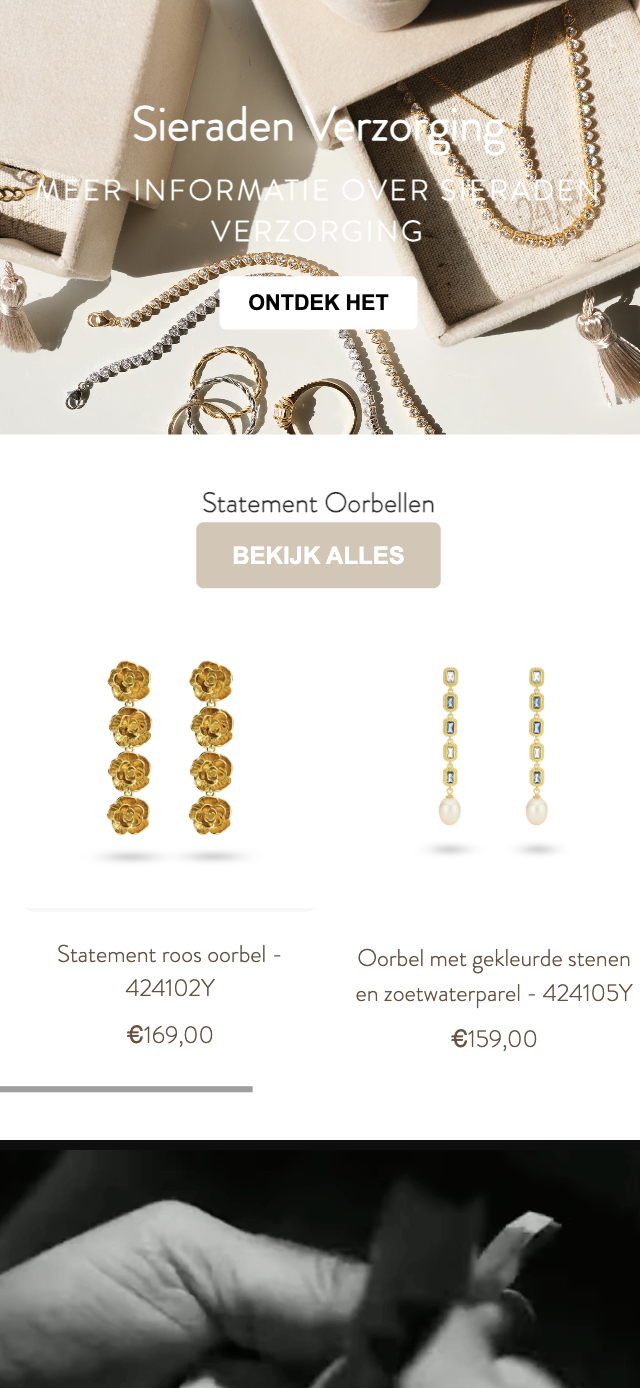 Sieraden Verzorging
MEER INFORMATIE OVER SIERADEN
VERZORGING
ONTDEK HET
Statement Oorbellen
BEKIJK ALLES
Statement roos oorbel -
424102Y
€169,00
Oorbel met gekleurde stenen
en zoetwaterparel - 424105Y
€159,00